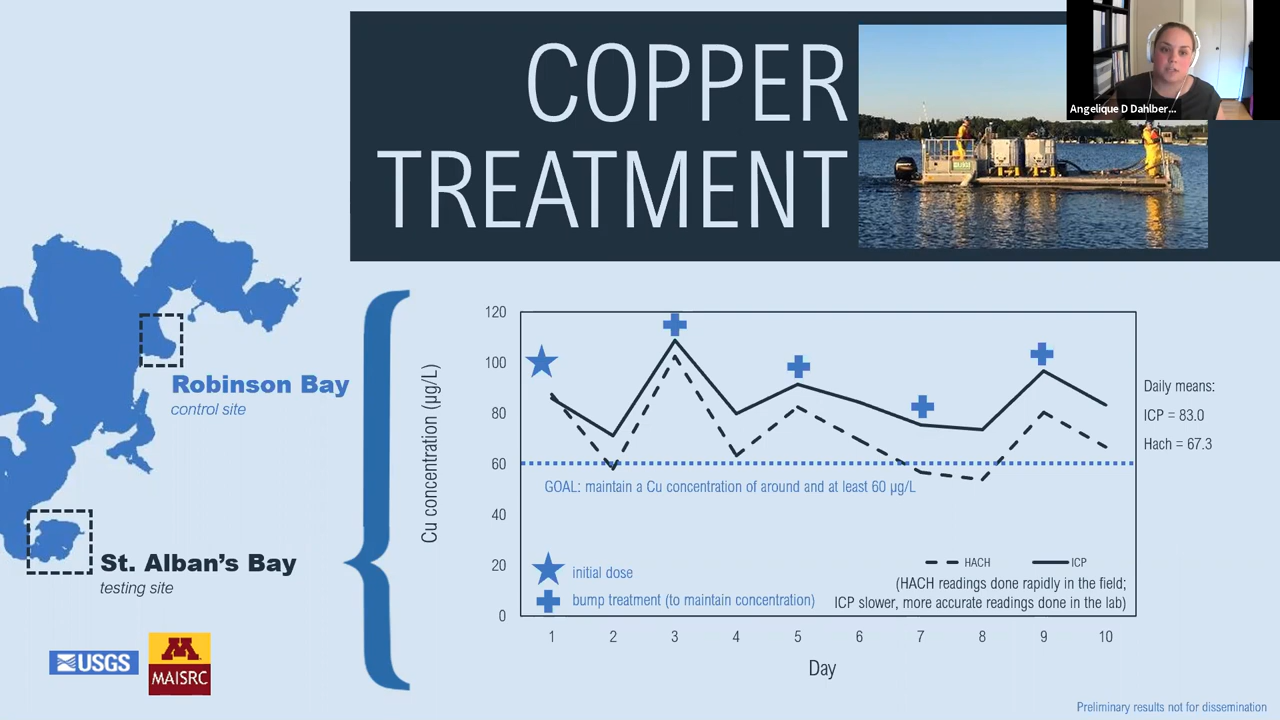 COPPER
TREATMENT
Angelique D Dahlber...
Robinson Bay
control site
St. Alban's Bay
testing site
USGS
M
MAISRC
Cu concentration (µg/L)
120
100
80
60
40
20
0
GOAL: maintain a Cu concentration of around and at least 60 µg/L
initial dose
bump treatment (to maintain concentration)
HACH
ICP
(HACH readings done rapidly in the field;
ICP slower, more accurate readings done in the lab)
1 2 3 4 5 6 7 8 9 10
Day
Daily means:
ICP = 83.0
Hach = 67.3
Preliminary results not for dissemination